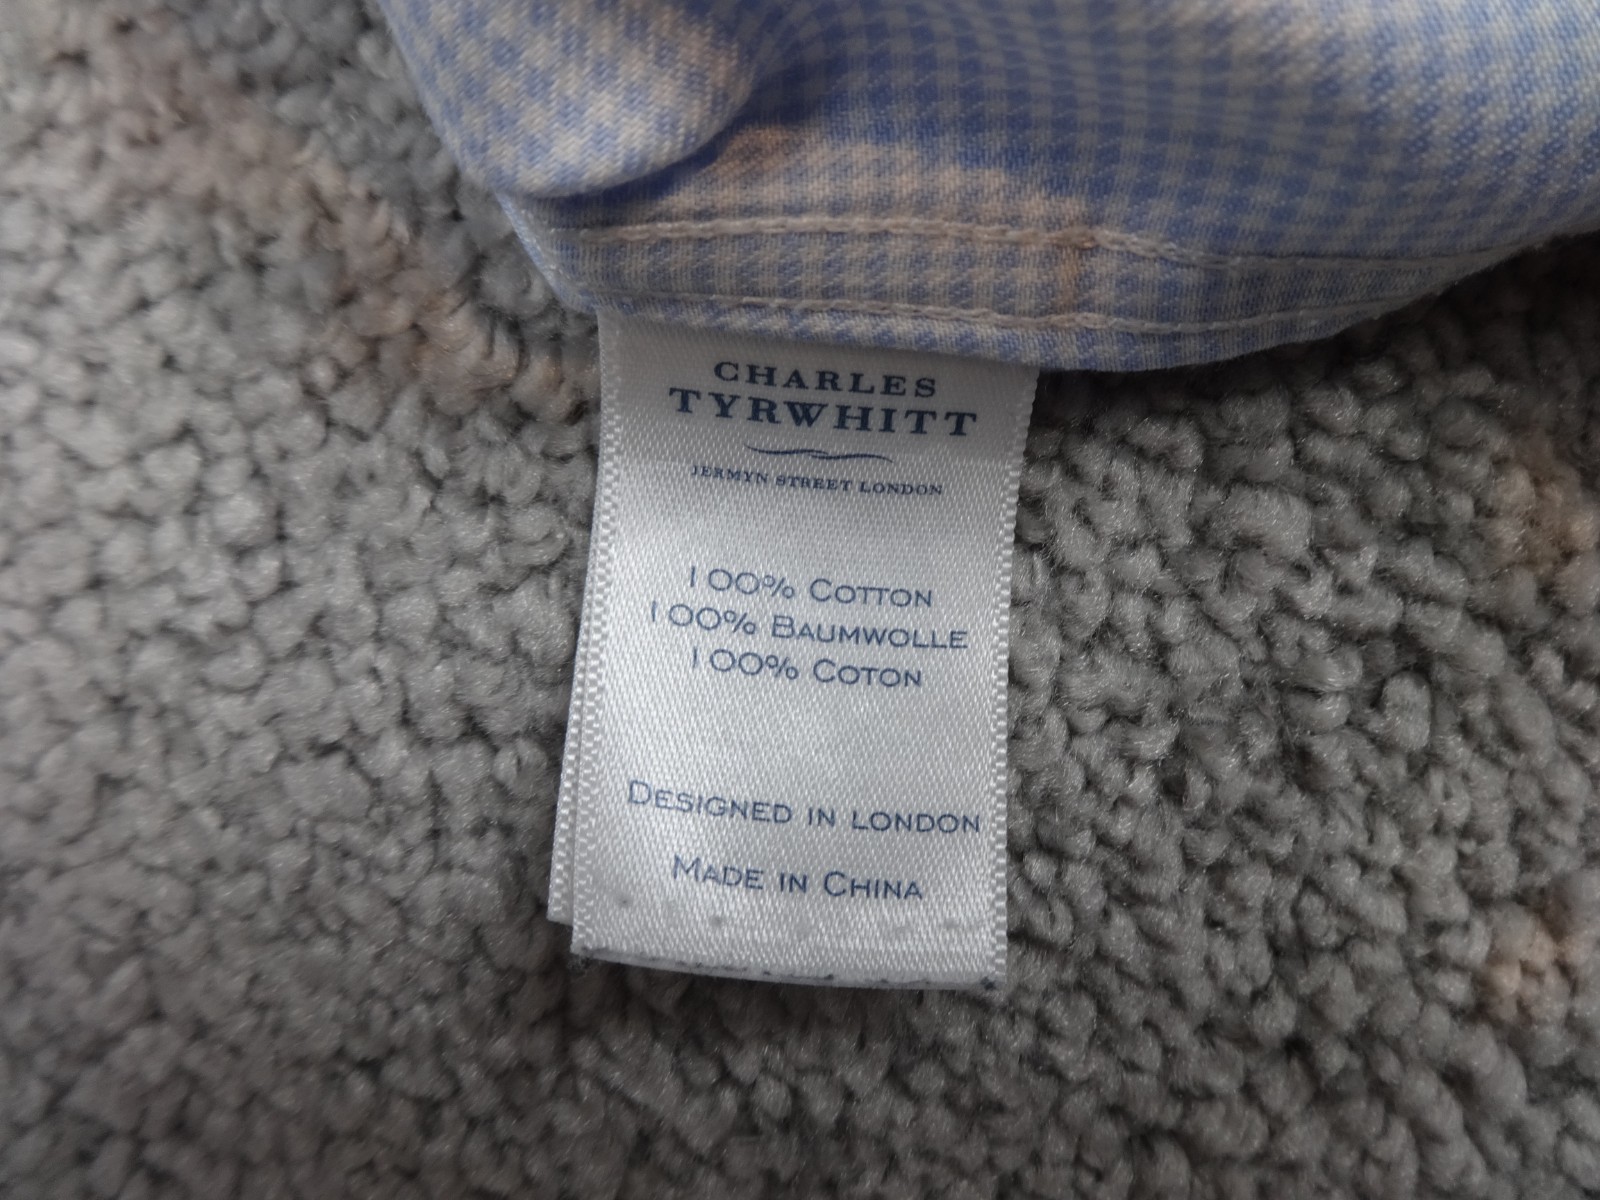 CHARLES
TYRWHITT
JERMYN STREET LONDON
100% COTTON
100% BAUMWOLLE
100% COTON
DESIGNED IN LONDON
MADE IN CHINA